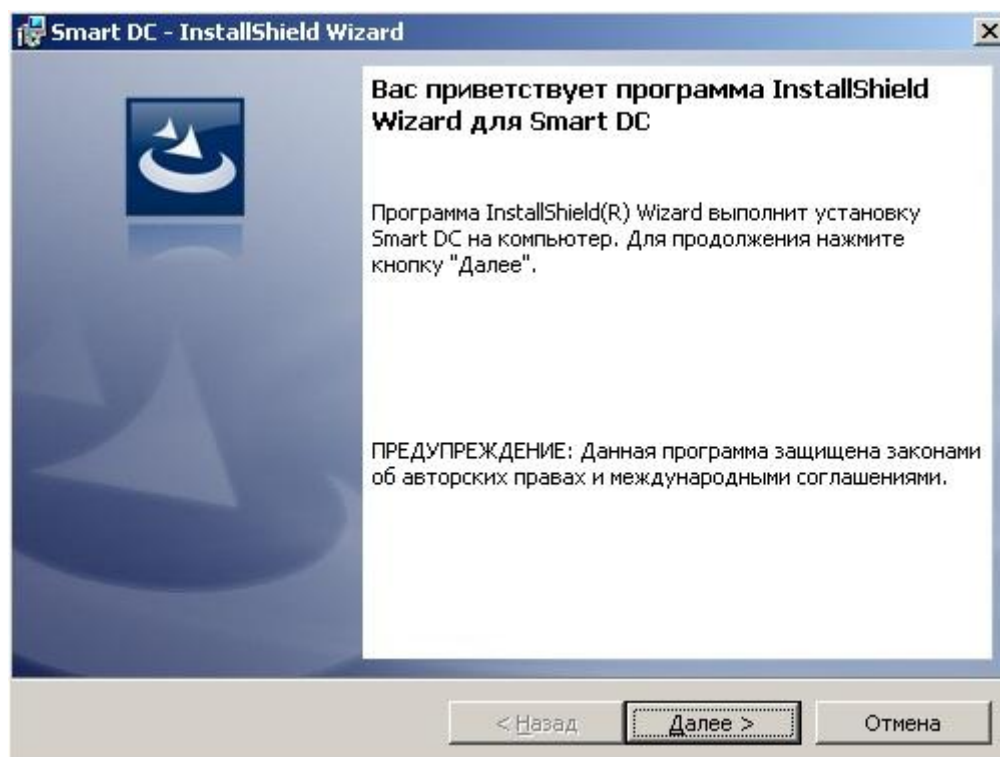 Smart DC - InstallShield Wizard
Вас приветствует программа InstallShield
Wizard для Smart DC
Программа InstallShield(R) Wizard выполнит установку
Smart DC на компьютер. Для продолжения нажмите
кнопку "Далее".
ПРЕДУПРЕЖДЕНИЕ: Данная программа защищена законами
об авторских правах и международными соглашениями.
< Назад
Далее >
Отмена